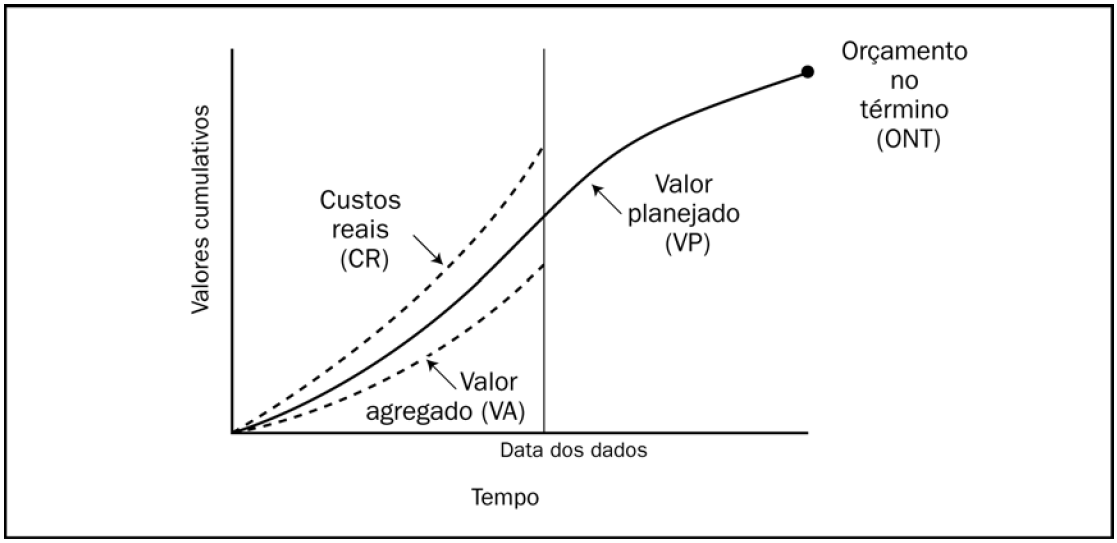 Orçamento
no
término
(ONT)
Valores cumulativos
Custos
reais
(CR)
Valor
planejado
(VP)
Valor
agregado (VA)
Data dos dados
Tempo